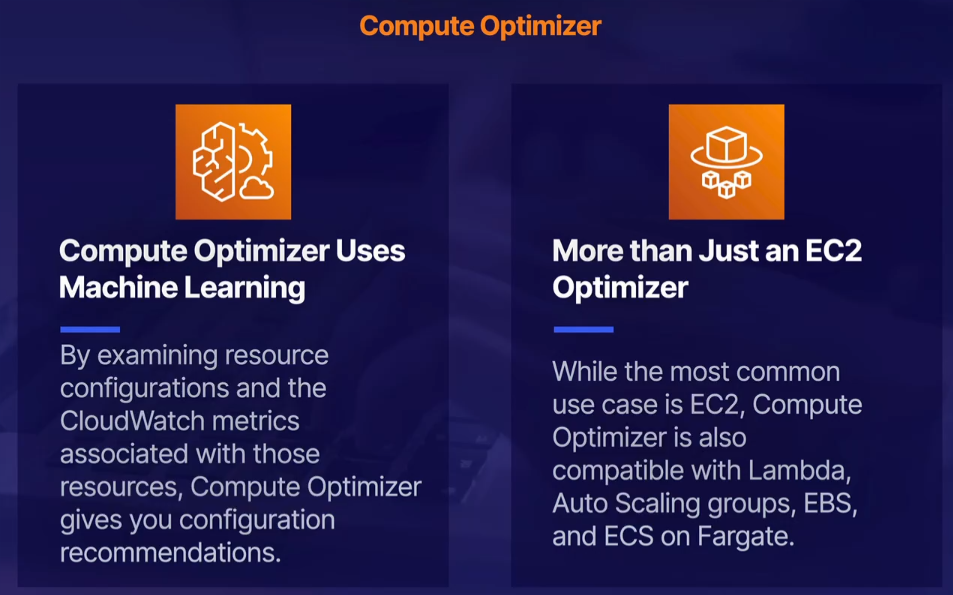 Compute Optimizer
Compute Optimizer Uses
Machine Learning
By examining resource
configurations and the
CloudWatch metrics
associated with those
resources, Compute Optimizer
gives you configuration
recommendations.
More than Just an EC2
Optimizer
While the most common
use case is EC2, Compute
Optimizer is also
compatible with Lambda,
Auto Scaling groups, EBS,
and ECS on Fargate.